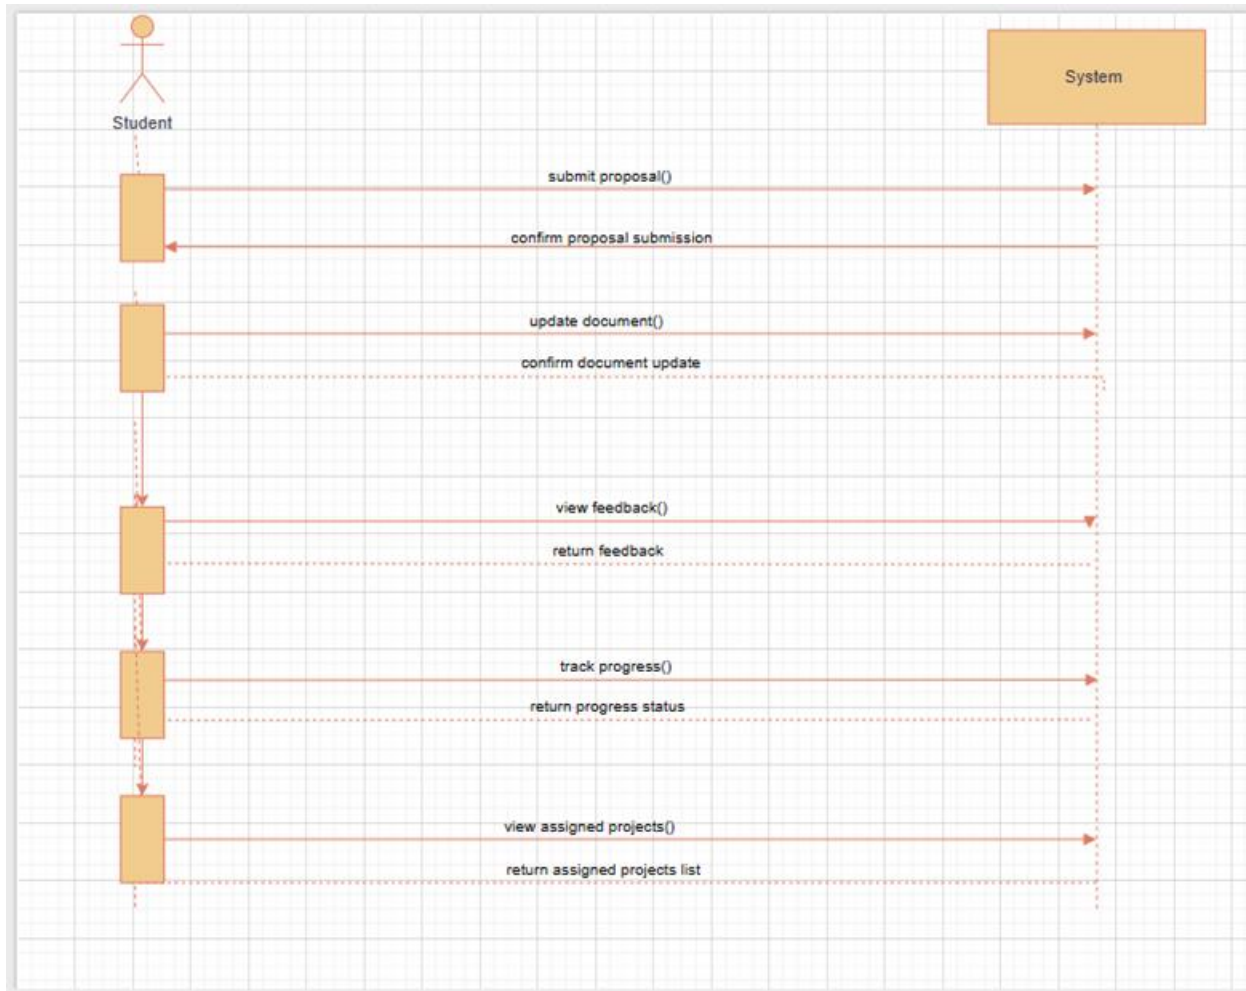 System
Student
submit proposal()
confirm proposal submission
update document()
confirm document update
view feedback()
return feedback
track progress()
return progress status
view assigned projects()
return assigned projects list